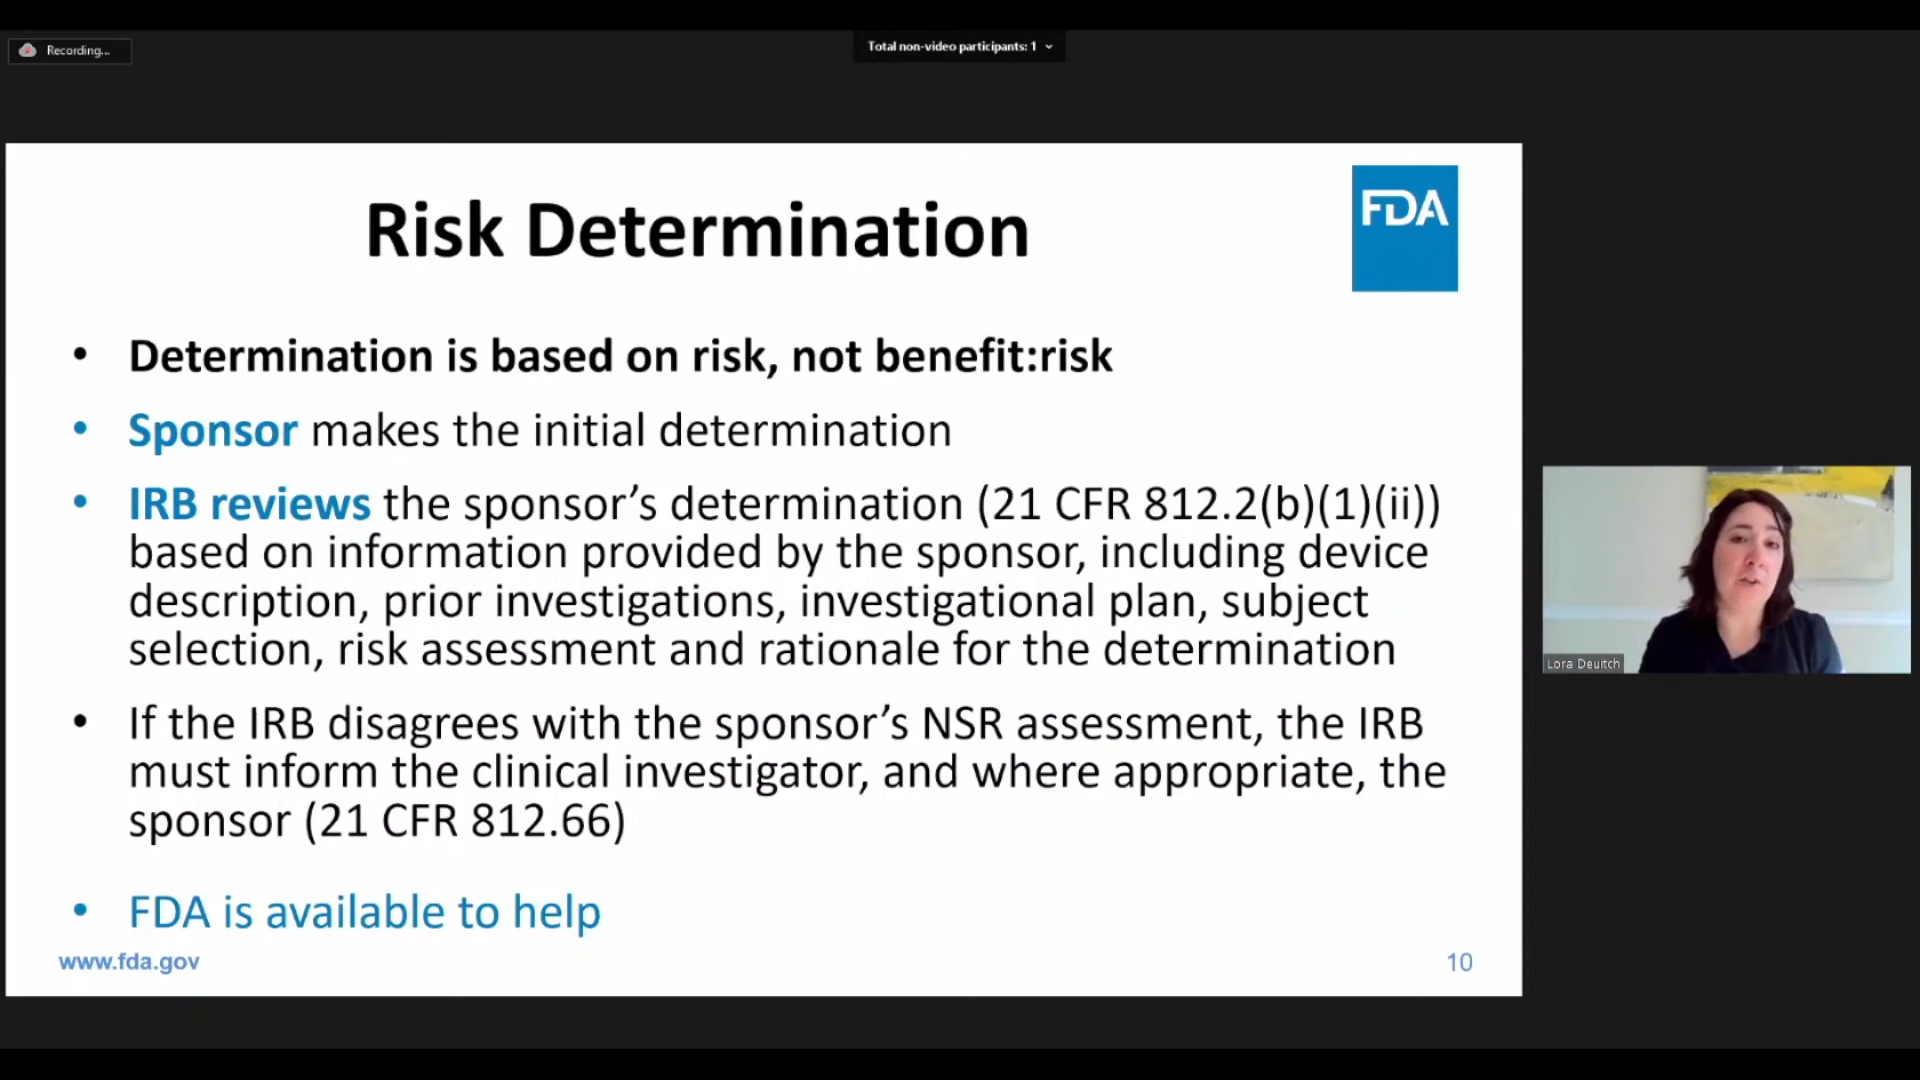 Recording...
Total non-video participants: 1
FDA
Risk Determination
• Determination is based on risk, not benefit:risk
• Sponsor makes the initial determination
• IRB reviews the sponsor’s determination (21 CFR 812.2(b)(1)(ii))
based on information provided by the sponsor, including device
description, prior investigations, investigational plan, subject
selection, risk assessment and rationale for the determination
• If the IRB disagrees with the sponsor’s NSR assessment, the IRB
must inform the clinical investigator, and where appropriate, the
sponsor (21 CFR 812.66)
• FDA is available to help
www.fda.gov
10
Lora Deuitch